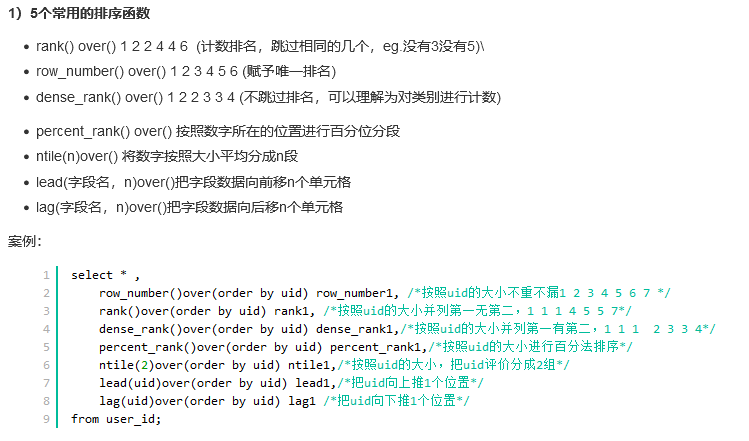 1）5个常用的排序函数
rank() over() 1 2 2 4 4 6（计数排名，跳过相同的几个，eg.没有3没有5)\
row_number() over() 1 2 3 4 5 6 (赋予唯一排名)
dense_rank() over() 1 2 2 3 3 4 (不跳过排名，可以理解为对类别进行计数)
percent_rank() over() 按照数字所在的位置进行百分位分段
ntile(n)over() 将数字按照大小平均分成n段
lead(字段名，n)over()把字段数据向前移n个单元格
lag(字段名，n)over()把字段数据向后移n个单元格
案例：
1 select * ,
2 row_number()over(order by uid) row_number1, /*按照uid的大小不重不漏1 2 3 4 5 6 7 */
3 rank()over(order by uid) rank1, /*按照uid的大小并列第一无第二，1 1 1 4 5 5 7*/
4 dense_rank()over(order by uid) dense_rank1,/*按照uid的大小并列第一有第二，1 1 1 2 3 3 4*/
5 percent_rank()over(order by uid) percent_rank1,/*按照uid的大小进行百分法排序*/
6 ntile(2)over(order by uid) ntile1,/*按照uid的大小，把uid评价分成2组*/
7 lead(uid)over(order by uid) lead1,/*把uid向上推1个位置*/
8 lag(uid)over(order by uid) lag1 /*把uid向下推1个位置*/
9 from user_id;